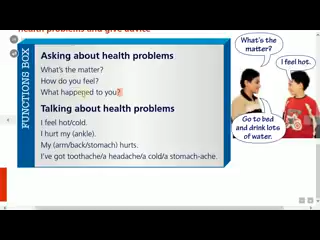 health problems and give advice
FUNCTIONS BOX
Asking about health problems
What's the matter?
How do you feel?
What happened to you?
Talking about health problems
I feel hot/cold.
I hurt my (ankle).
My (arm/back/stomach) hurts.
I've got toothache/a headache/a cold/a stomach-ache.
What's the
matter?
I feel hot.
Go to bed
and drink lots
of water.